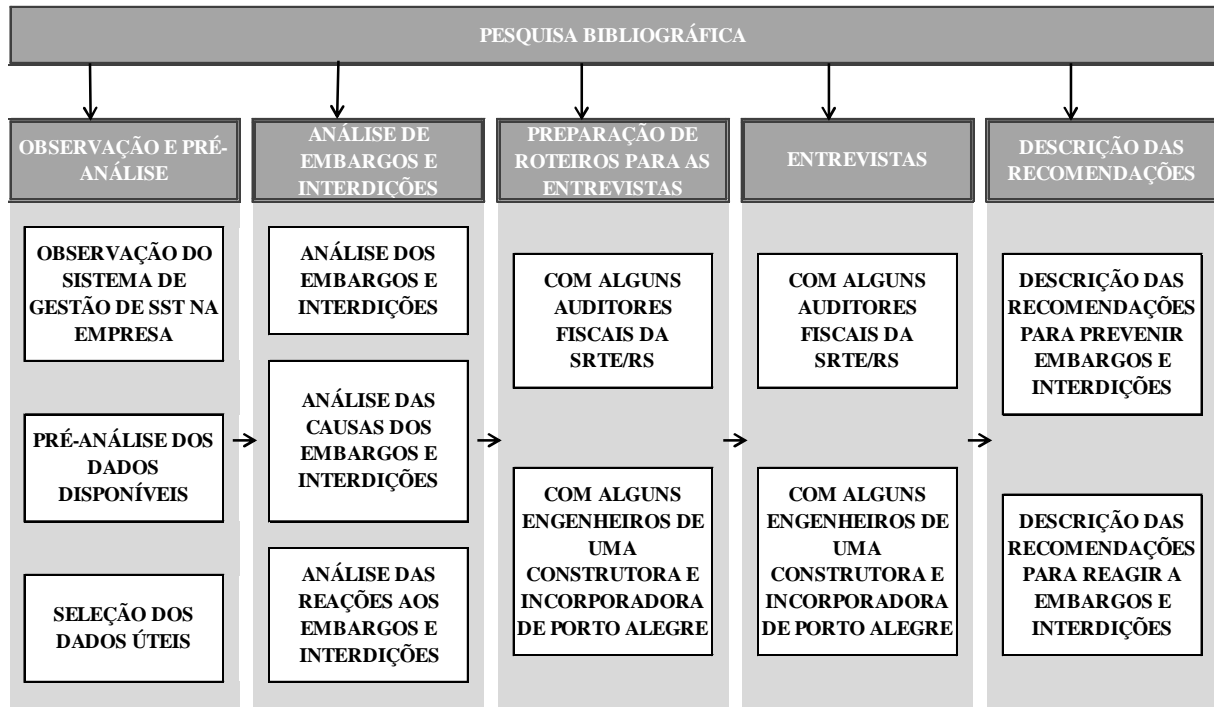 PESQUISA BIBLIOGRÁFICA
OBSERVAÇÃO E PRÉ-
ANÁLISE
OBSERVAÇÃO DO
SISTEMA DE
GESTÃO DE SST NA
EMPRESA
PRÉ-ANÁLISE DOS
DADOS
DISPONÍVEIS
SELEÇÃO DOS
DADOS ÚTEIS
ANÁLISE DE
EMBARGOS E
INTERDIÇÕES
ANÁLISE DOS
EMBARGOS E
INTERDIÇÕES
ANÁLISE DAS
CAUSAS DOS
EMBARGOS E
INTERDIÇÕES
ANÁLISE DAS
REAÇÕES AOS
EMBARGOS E
INTERDIÇÕES
PREPARAÇÃO DE
ROTEIROS PARA AS
ENTREVISTAS
COM ALGUNS
AUDITORES
FISCAIS DA
SRTE/RS
COM ALGUNS
ENGENHEIROS DE
UMA
CONSTRUTORA E
INCORPORADORA
DE PORTO ALEGRE
ENTREVISTAS
COM ALGUNS
AUDITORES
FISCAIS DA
SRTE/RS
COM ALGUNS
ENGENHEIROS DE
UMA
CONSTRUTORA E
INCORPORADORA
DE PORTO ALEGRE
DESCRIÇÃO DAS
RECOMENDAÇÕES
DESCRIÇÃO DAS
RECOMENDAÇÕES
PARA PREVENIR
EMBARGOS E
INTERDIÇÕES
DESCRIÇÃO DAS
RECOMENDAÇÕES
PARA REAGIR A
EMBARGOS E
INTERDIÇÕES